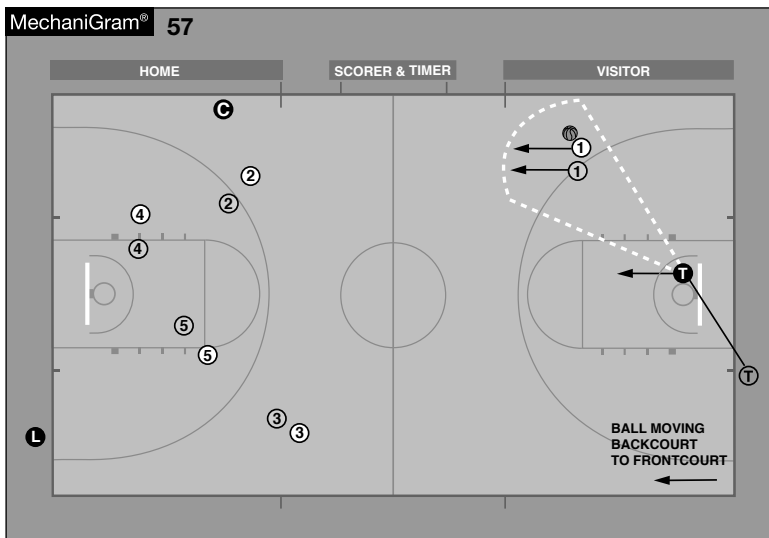 MechaniGram® 57
HOME
SCORER & TIMER
VISITOR
C
1
1
2
2
4
4
T
5
5
T
3
3
L
BALL MOVING
BACKCOURT
TO FRONTCOURT